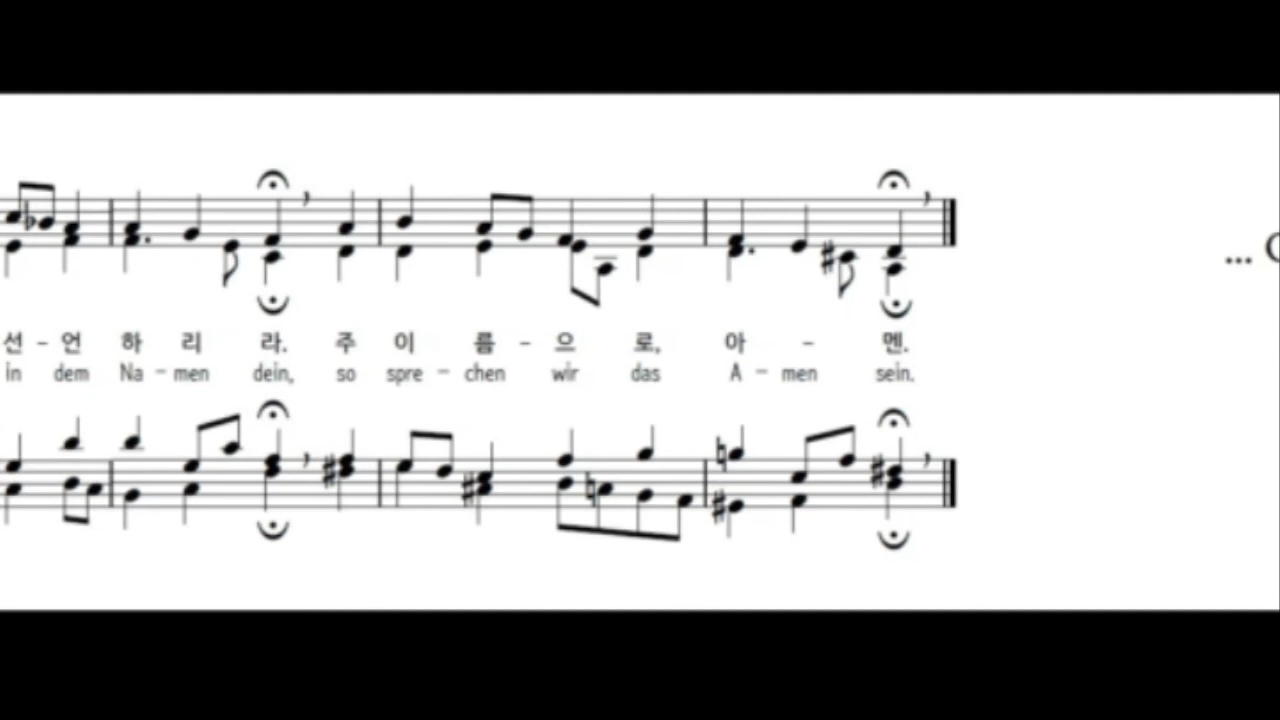 선 - 언 하 리 라. 주 이 름 - 으 로, 아 - 멘.
in dem Na - men dein, so spre - chen wir das A - men sein.
...